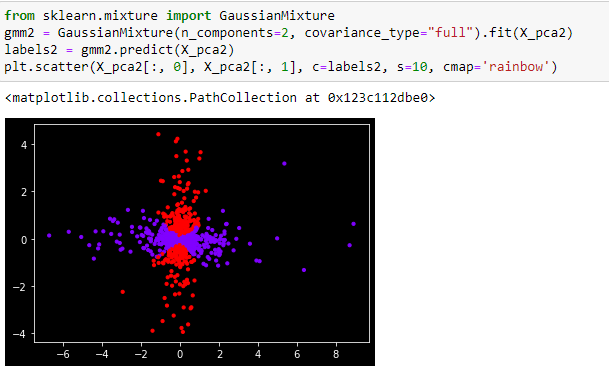 from sklearn.mixture import GaussianMixture
gmm2 = GaussianMixture(n_components=2, covariance_type="full").fit(X_pca2)
labels2 = gmm2.predict(X_pca2)
plt.scatter(X_pca2[:, 0], X_pca2[:, 1], c=labels2, s=10, cmap='rainbow')
<matplotlib.collections.PathCollection at 0x123c112dbe0>
4
2
0
−2
−4
−6 −4 −2 0 2 4 6 8